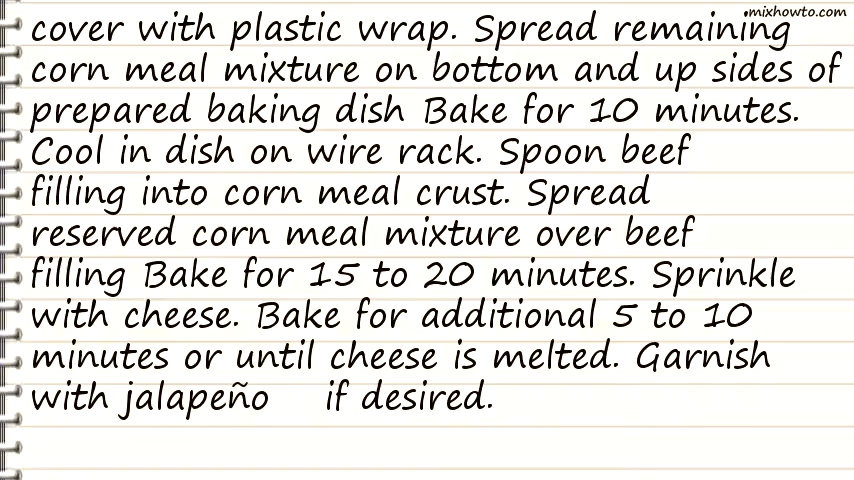 mixhowto.com
cover with plastic wrap. Spread remaining
corn meal mixture on bottom and up sides of
prepared baking dish Bake for 10 minutes.
Cool in dish on wire rack. Spoon beef
filling into corn meal crust. Spread
reserved corn meal mixture over beef
filling Bake for 15 to 20 minutes. Sprinkle
with cheese. Bake for additional 5 to 10
minutes or until cheese is melted. Garnish
with jalapeño if desired.